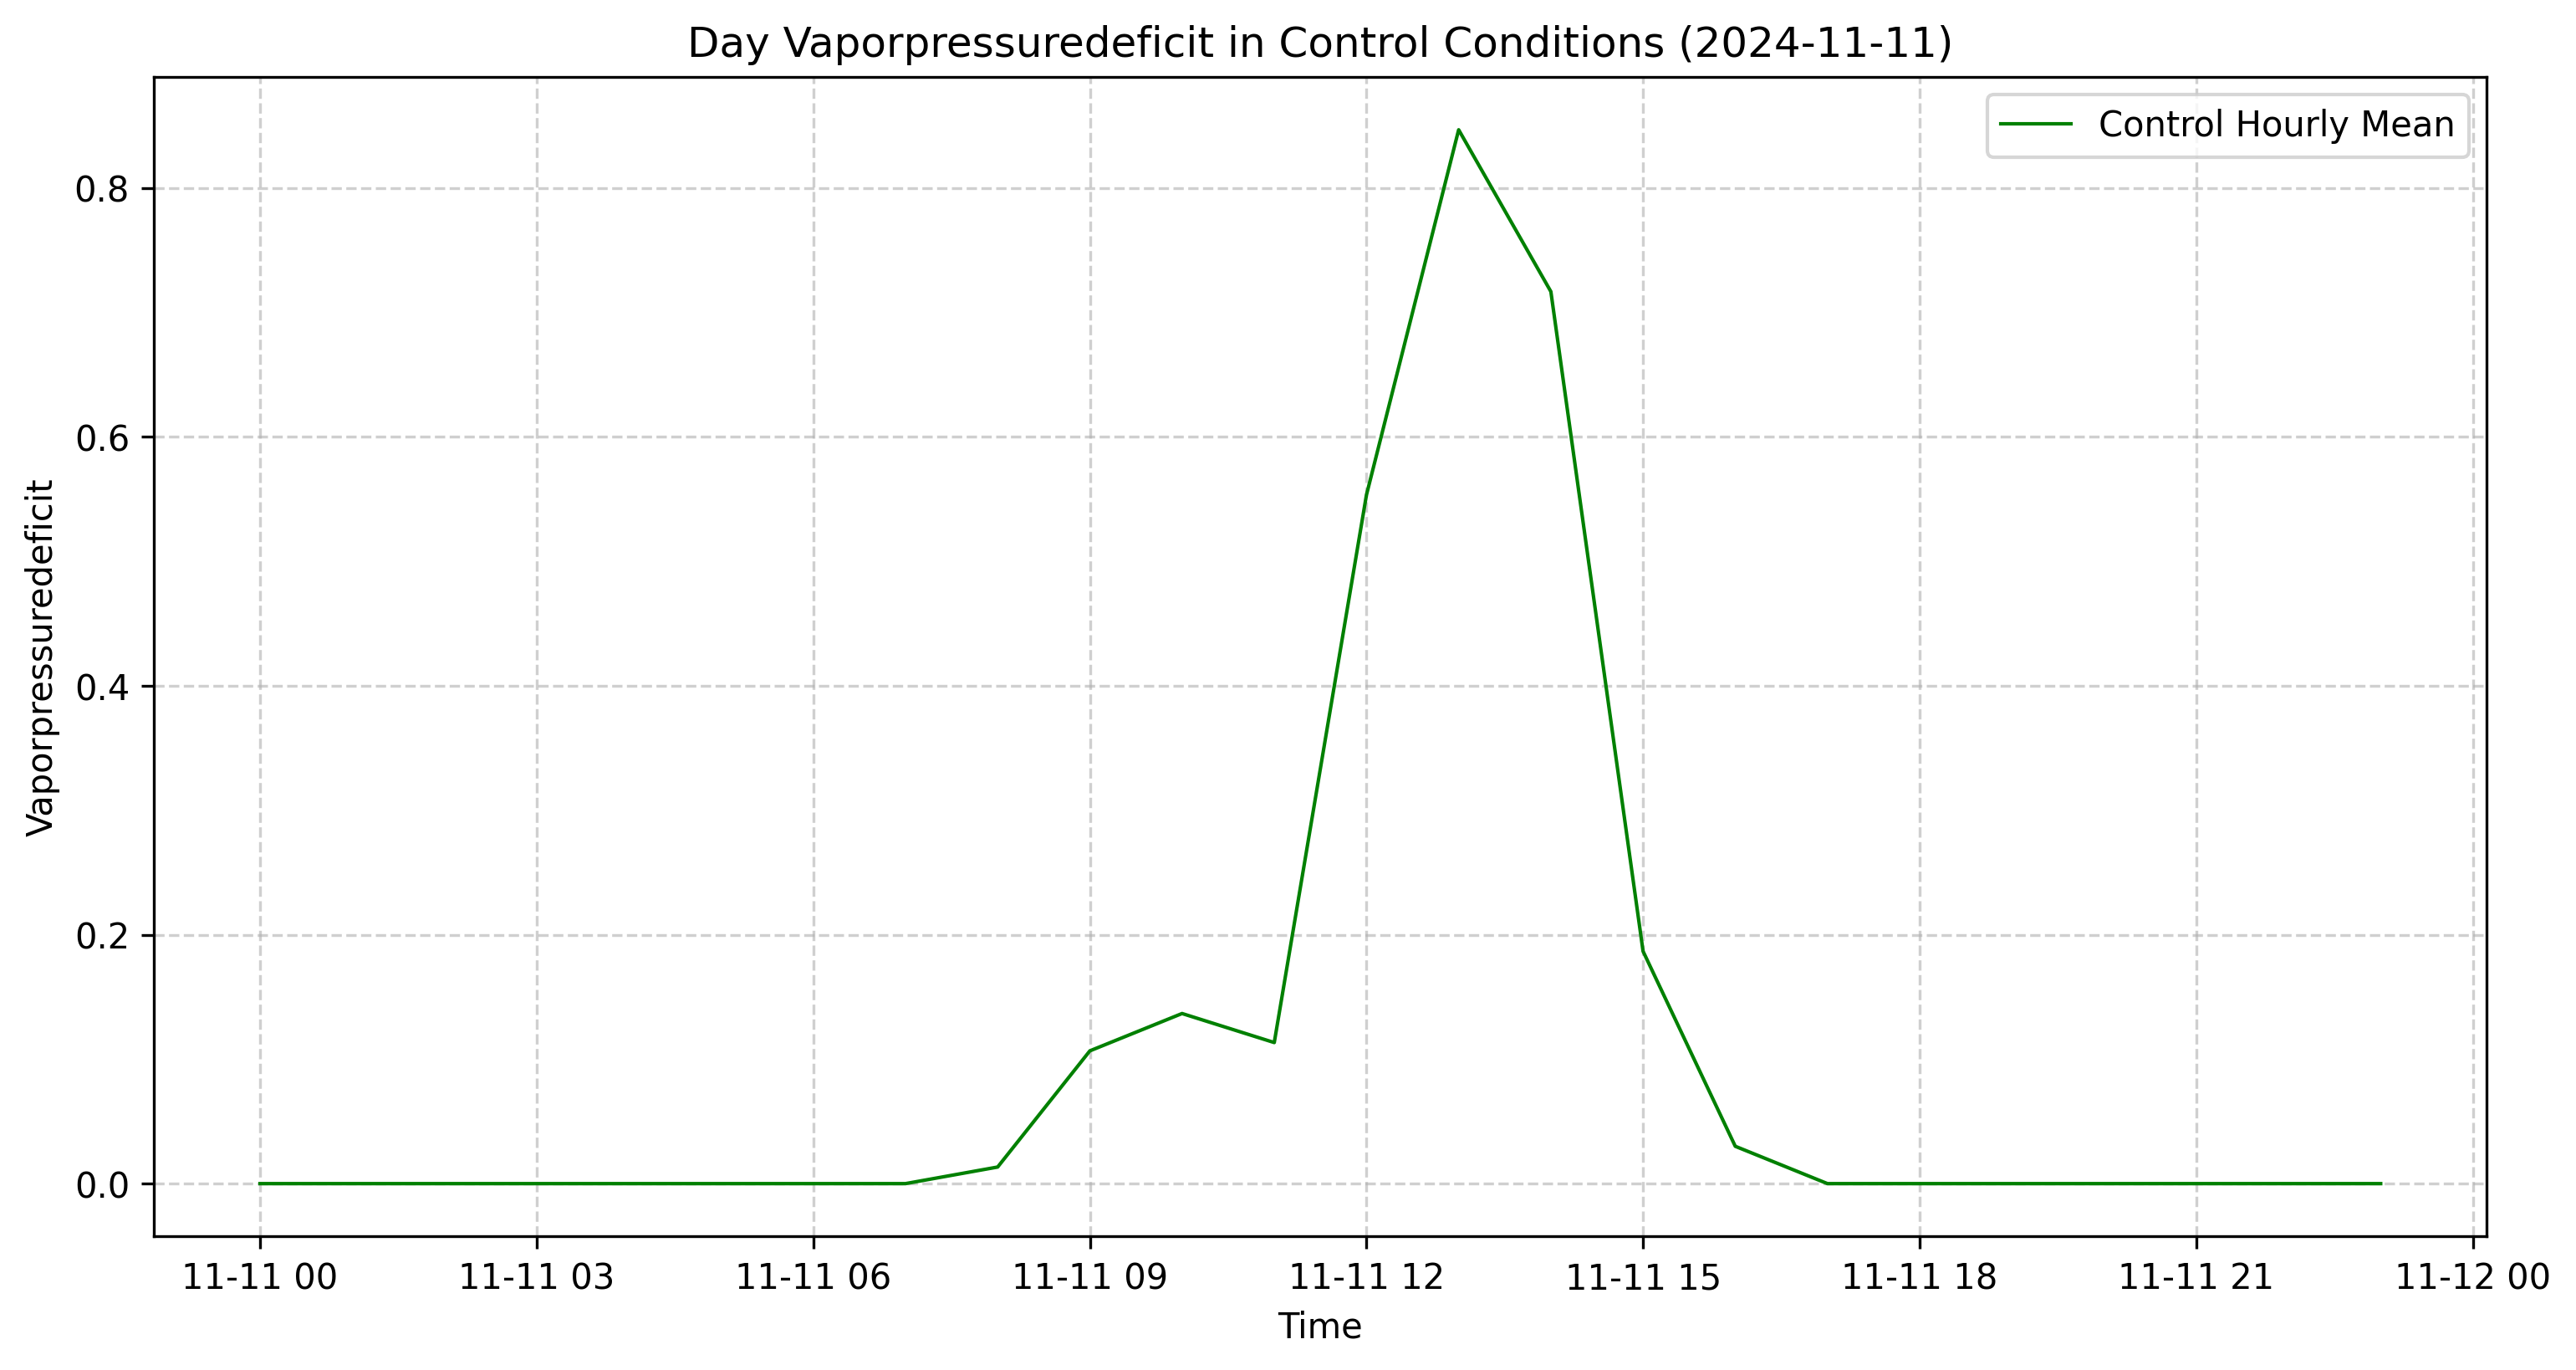 Day Vaporpressuredeficit in Control Conditions (2024-11-11)
Control Hourly Mean
Vaporpressuredeficit
0.8
0.6
0.4
0.2
0.0
11-11 00 11-11 03 11-11 06 11-11 09 11-11 12 11-11 15 11-11 18 11-11 21 11-12 00
Time